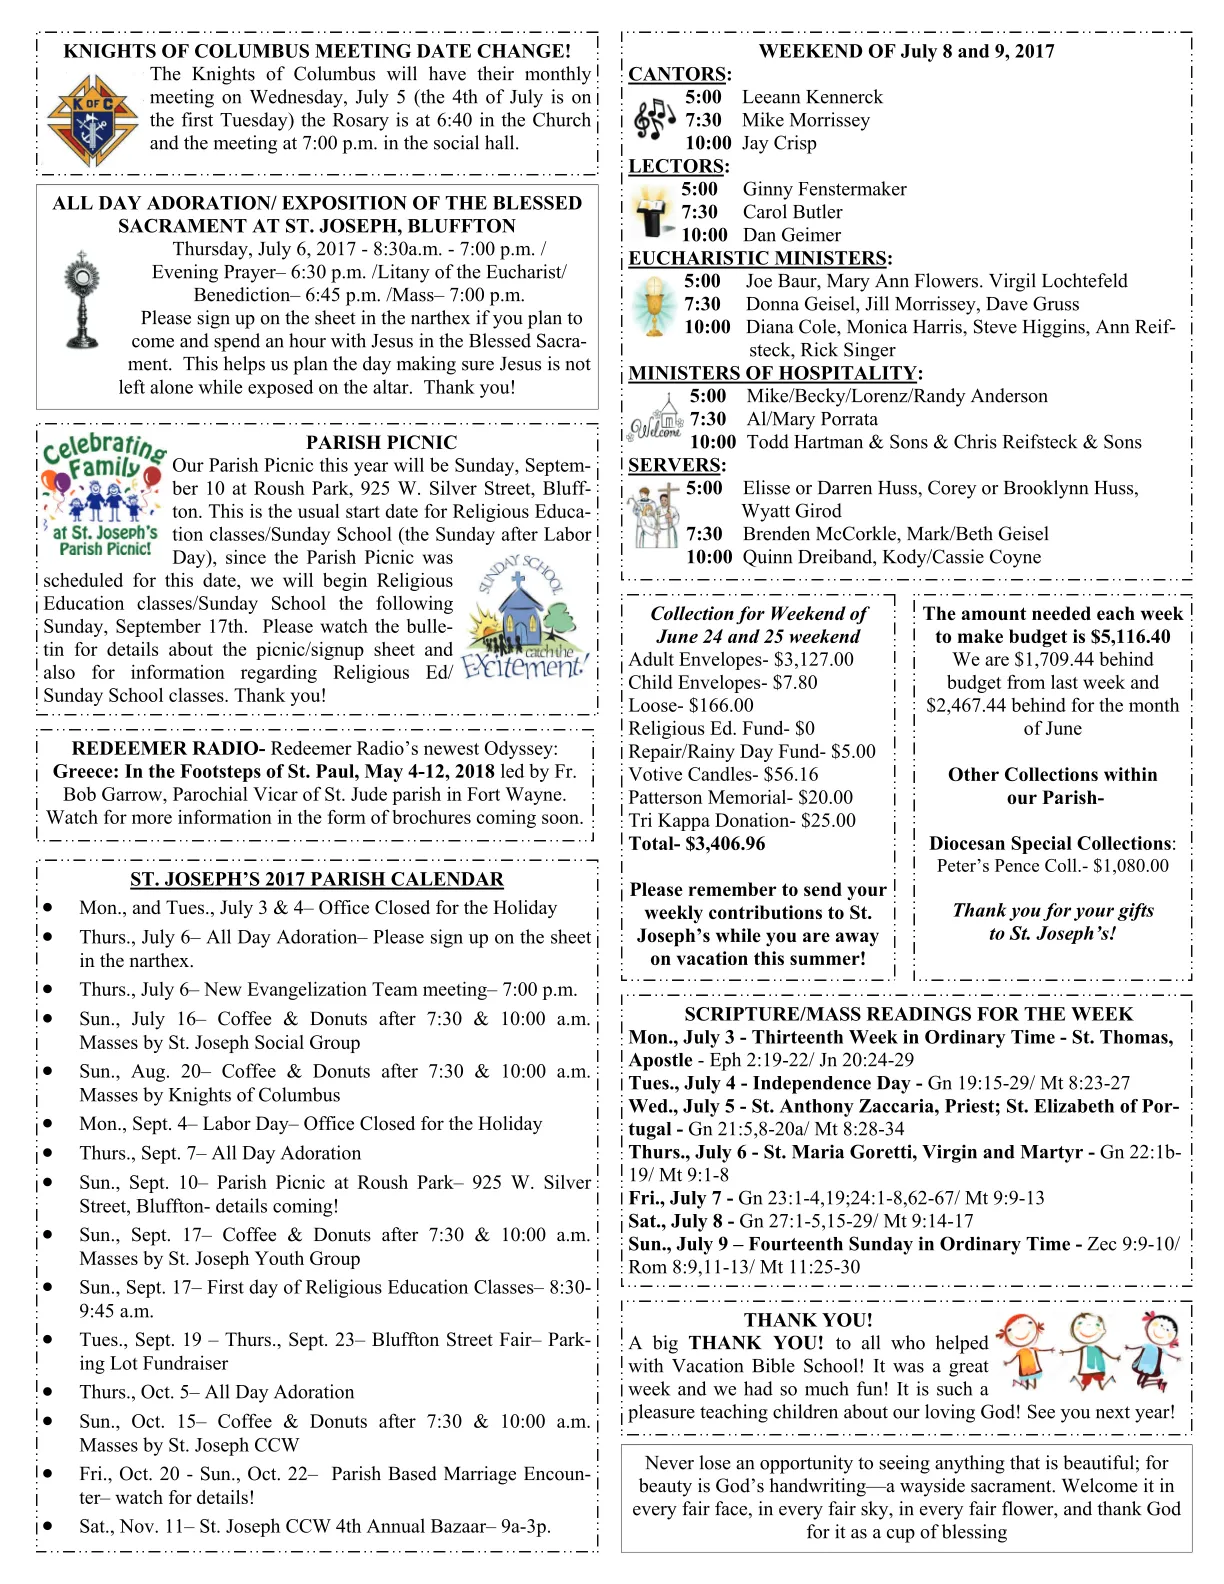 KNIGHTS OF COLUMBUS MEETING DATE CHANGE!
K OF C
The Knights of Columbus will have their monthly
meeting on Wednesday, July 5 (the 4th of July is on
the first Tuesday) the Rosary is at 6:40 in the Church
and the meeting at 7:00 p.m. in the social hall.
ALL DAY ADORATION/ EXPOSITION OF THE BLESSED
SACRAMENT AT ST. JOSEPH, BLUFFTON
Thursday, July 6, 2017 - 8:30a.m. - 7:00 p.m. /
Evening Prayer– 6:30 p.m. /Litany of the Eucharist/
Benediction– 6:45 p.m. /Mass– 7:00 p.m.
Please sign up on the sheet in the narthex if you plan to
come and spend an hour with Jesus in the Blessed Sacra-
ment.  This helps us plan the day making sure Jesus is not
left alone while exposed on the altar.  Thank you!
Celebrating
Family
at St. Joseph's
Parish Picnic!
PARISH PICNIC
Our Parish Picnic this year will be Sunday, Septem-
ber 10 at Roush Park, 925 W. Silver Street, Bluff-
ton. This is the usual start date for Religious Educa-
tion classes/Sunday School (the Sunday after Labor
Day), since the Parish Picnic was
scheduled for this date, we will begin Religious
Education classes/Sunday School the following
Sunday, September 17th.  Please watch the bulle-
tin for details about the picnic/signup sheet and
also for information regarding Religious Ed/
Sunday School classes. Thank you!
SUNDAY SCHOOL
catch the
Excitement!
REDEEMER RADIO- Redeemer Radio’s newest Odyssey:
Greece: In the Footsteps of St. Paul, May 4-12, 2018 led by Fr.
Bob Garrow, Parochial Vicar of St. Jude parish in Fort Wayne.
Watch for more information in the form of brochures coming soon.
ST. JOSEPH’S 2017 PARISH CALENDAR
• Mon., and Tues., July 3 & 4– Office Closed for the Holiday
• Thurs., July 6– All Day Adoration– Please sign up on the sheet
in the narthex.
• Thurs., July 6– New Evangelization Team meeting– 7:00 p.m.
• Sun., July 16– Coffee & Donuts after 7:30 & 10:00 a.m.
Masses by St. Joseph Social Group
• Sun., Aug. 20– Coffee & Donuts after 7:30 & 10:00 a.m.
Masses by Knights of Columbus
• Mon., Sept. 4– Labor Day– Office Closed for the Holiday
• Thurs., Sept. 7– All Day Adoration
• Sun., Sept. 10– Parish Picnic at Roush Park– 925 W. Silver
Street, Bluffton- details coming!
• Sun., Sept. 17– Coffee & Donuts after 7:30 & 10:00 a.m.
Masses by St. Joseph Youth Group
• Sun., Sept. 17– First day of Religious Education Classes– 8:30-
9:45 a.m.
• Tues., Sept. 19 – Thurs., Sept. 23– Bluffton Street Fair– Park-
ing Lot Fundraiser
• Thurs., Oct. 5– All Day Adoration
• Sun., Oct. 15– Coffee & Donuts after 7:30 & 10:00 a.m.
Masses by St. Joseph CCW
• Fri., Oct. 20 - Sun., Oct. 22–  Parish Based Marriage Encoun-
ter– watch for details!
• Sat., Nov. 11– St. Joseph CCW 4th Annual Bazaar– 9a-3p.
WEEKEND OF July 8 and 9, 2017
CANTORS:
5:00 Leeann Kennerck
7:30 Mike Morrissey
10:00 Jay Crisp
LECTORS:
5:00 Ginny Fenstermaker
7:30 Carol Butler
10:00 Dan Geimer
EUCHARISTIC MINISTERS:
5:00 Joe Baur, Mary Ann Flowers. Virgil Lochtefeld
7:30 Donna Geisel, Jill Morrissey, Dave Gruss
10:00 Diana Cole, Monica Harris, Steve Higgins, Ann Reif-
steck, Rick Singer
MINISTERS OF HOSPITALITY:
Welcome
5:00 Mike/Becky/Lorenz/Randy Anderson
7:30 Al/Mary Porrata
10:00 Todd Hartman & Sons & Chris Reifsteck & Sons
SERVERS:
5:00 Elisse or Darren Huss, Corey or Brooklynn Huss,
Wyatt Girod
7:30 Brenden McCorkle, Mark/Beth Geisel
10:00 Quinn Dreiband, Kody/Cassie Coyne
Collection for Weekend of
June 24 and 25 weekend
Adult Envelopes- $3,127.00
Child Envelopes- $7.80
Loose- $166.00
Religious Ed. Fund- $0
Repair/Rainy Day Fund- $5.00
Votive Candles- $56.16
Patterson Memorial- $20.00
Tri Kappa Donation- $25.00
Total- $3,406.96
Please remember to send your
weekly contributions to St.
Joseph’s while you are away
on vacation this summer!
The amount needed each week
to make budget is $5,116.40
We are $1,709.44 behind
budget from last week and
$2,467.44 behind for the month
of June
Other Collections within
our Parish-
Diocesan Special Collections:
Peter’s Pence Coll.- $1,080.00
Thank you for your gifts
to St. Joseph’s!
SCRIPTURE/MASS READINGS FOR THE WEEK
Mon., July 3 - Thirteenth Week in Ordinary Time - St. Thomas,
Apostle - Eph 2:19-22/ Jn 20:24-29
Tues., July 4 - Independence Day - Gn 19:15-29/ Mt 8:23-27
Wed., July 5 - St. Anthony Zaccaria, Priest; St. Elizabeth of Por-
tugal - Gn 21:5,8-20a/ Mt 8:28-34
Thurs., July 6 - St. Maria Goretti, Virgin and Martyr - Gn 22:1b-
19/ Mt 9:1-8
Fri., July 7 - Gn 23:1-4,19;24:1-8,62-67/ Mt 9:9-13
Sat., July 8 - Gn 27:1-5,15-29/ Mt 9:14-17
Sun., July 9 – Fourteenth Sunday in Ordinary Time - Zec 9:9-10/
Rom 8:9,11-13/ Mt 11:25-30
THANK YOU!
A big THANK YOU! to all who helped
with Vacation Bible School! It was a great
week and we had so much fun! It is such a
pleasure teaching children about our loving God! See you next year!
Never lose an opportunity to seeing anything that is beautiful; for
beauty is God’s handwriting—a wayside sacrament. Welcome it in
every fair face, in every fair sky, in every fair flower, and thank God
for it as a cup of blessing